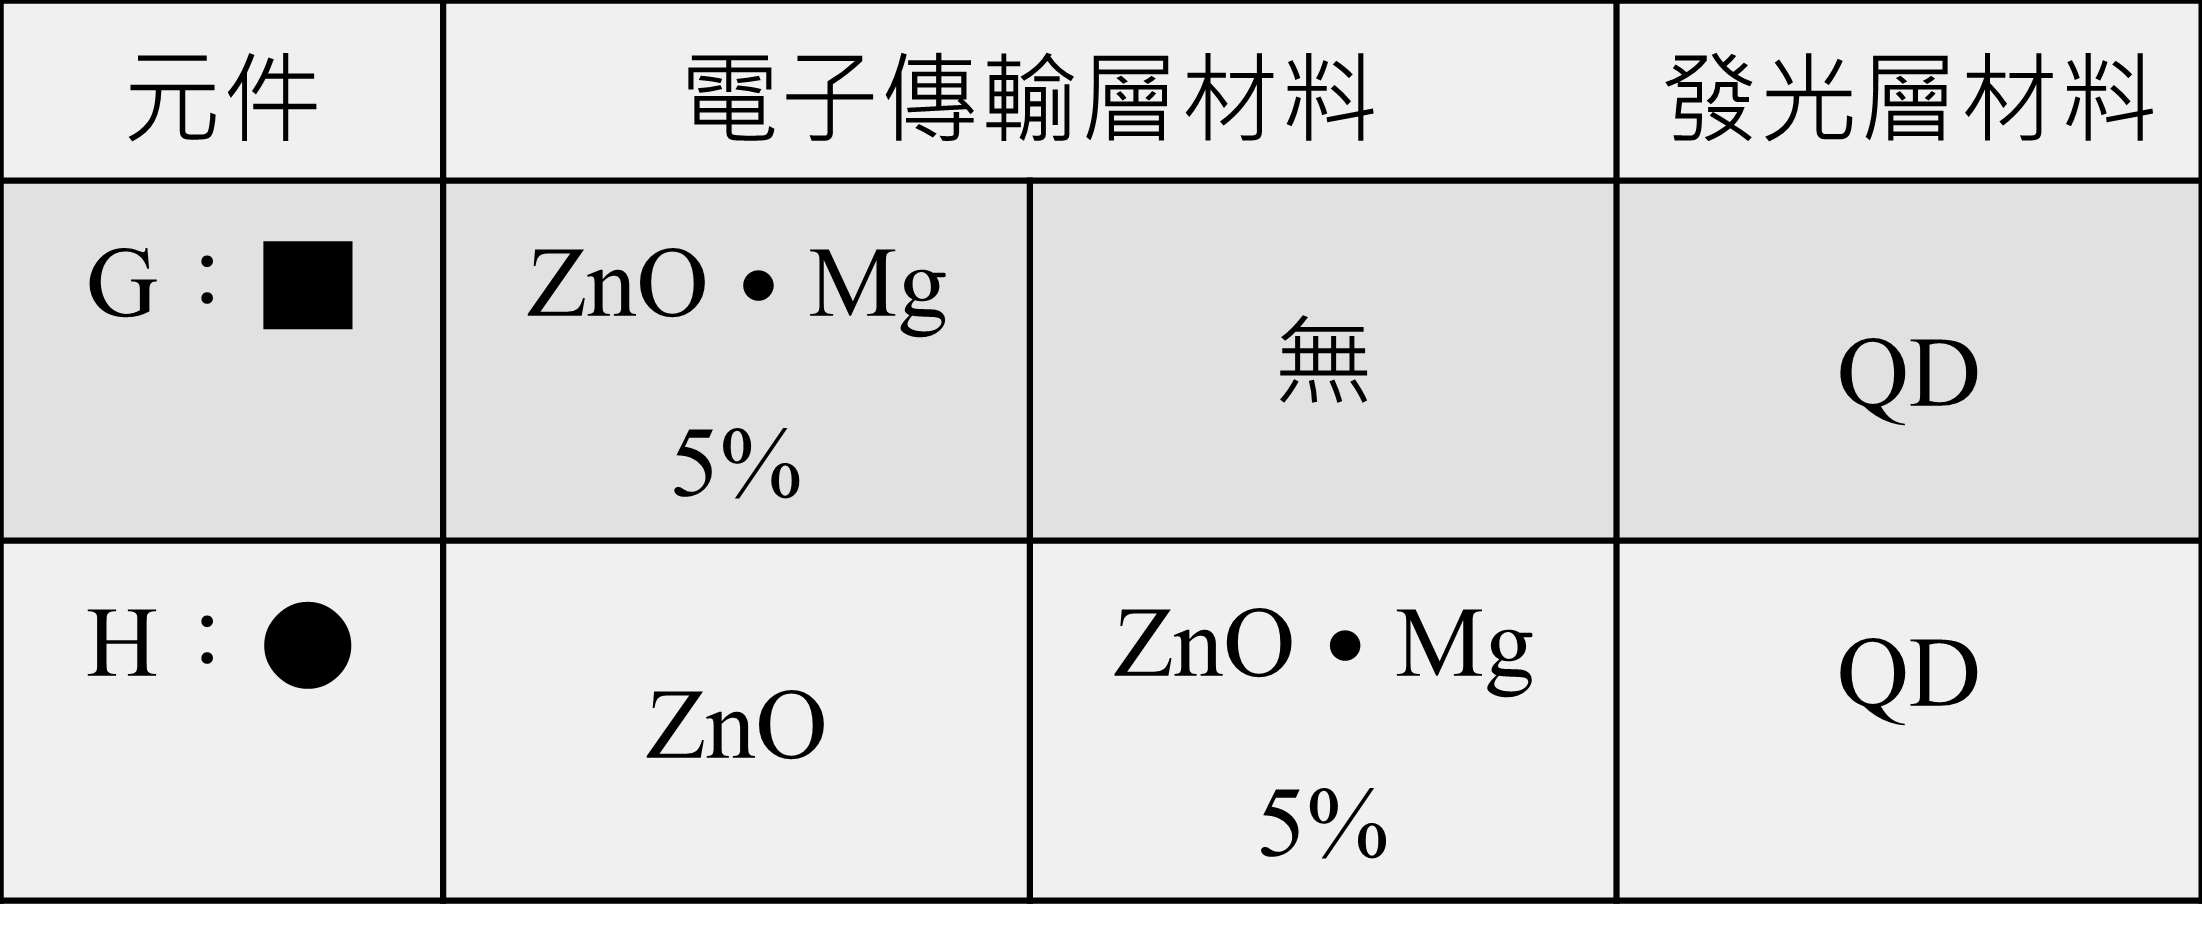 元件 電子傳輸層材料 發光層材料
G：■ ZnO • Mg 5% 無 QD
H：● ZnO ZnO • Mg 5% QD